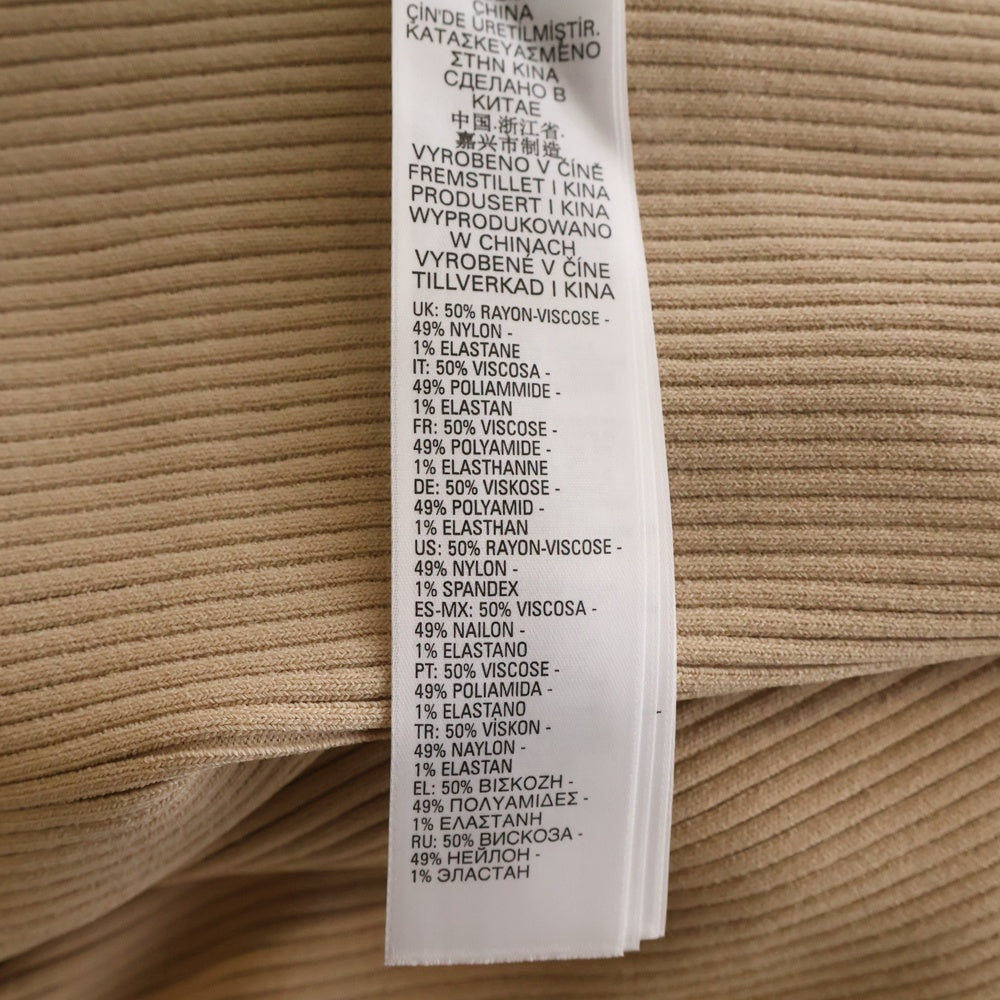 CHINA
ÇİN'DE ÜRETİLMİŞTİR.
ΚΑΤΑΣΚΕΥΑΣΜΕΝΟ
ΣΤΗΝ ΚΙΝΑ
СДЕЛАНО В
КИТАЕ
中国.浙江省.
嘉兴市制造
VYROBENO V ČÍNĚ
FREMSTILLET I KINA
PRODUSERT I KINA
WYPRODUKOWANO
W CHINACH
VYROBENÉ V ČÍNE
TILLVERKAD I KINA
UK: 50% RAYON-VISCOSE -
49% NYLON -
1% ELASTANE
IT: 50% VISCOSA -
49% POLIAMMIDE -
1% ELASTAN
FR: 50% VISCOSE -
49% POLYAMIDE -
1% ELASTHANNE
DE: 50% VISKOSE -
49% POLYAMID -
1% ELASTHAN
US: 50% RAYON-VISCOSE -
49% NYLON -
1% SPANDEX
ES-MX: 50% VISCOSA -
49% NAILON -
1% ELASTANO
PT: 50% VISCOSE -
49% POLIAMIDA -
1% ELASTANO
TR: 50% VİSKON -
49% NAYLON -
1% ELASTAN
EL: 50% ΒΙΣΚΟΖΗ -
49% ΠΟΛΥΑΜΙΔΕΣ -
1% ΕΛΑΣΤΑΝΗ
RU: 50% ВИСКОЗА -
49% НЕЙЛОН -
1% ЭЛАСТАН